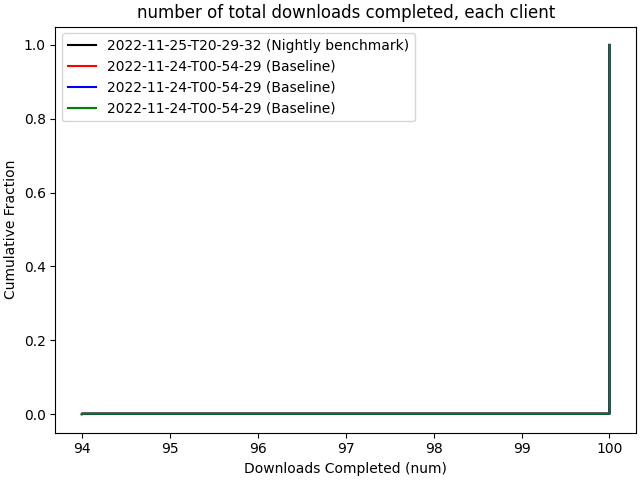 number of total downloads completed, each client
1.0
0.8
0.6
0.4
0.2
0.0
Cumulative Fraction
2022-11-25-T20-29-32 (Nightly benchmark)
2022-11-24-T00-54-29 (Baseline)
2022-11-24-T00-54-29 (Baseline)
2022-11-24-T00-54-29 (Baseline)
94 95 96 97 98 99 100
Downloads Completed (num)